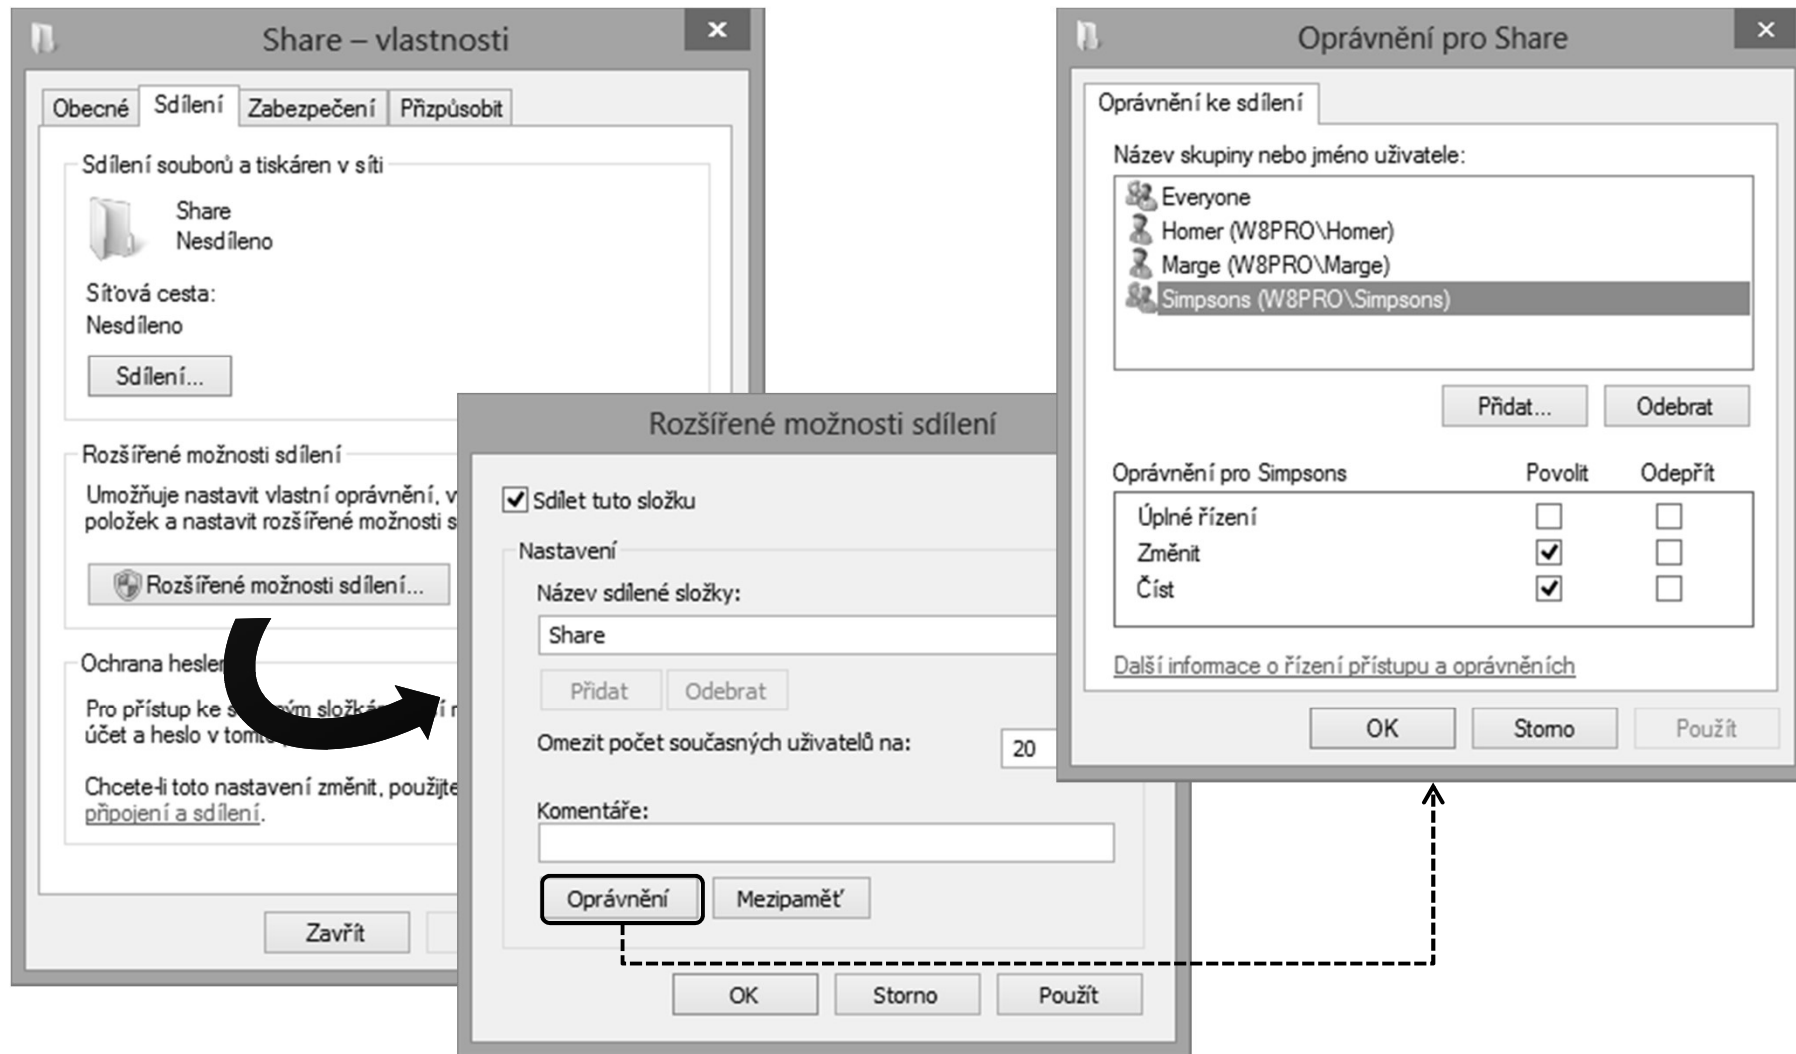 Share – vlastnosti
Obecné
Sdílení
Zabezpečení
Přizpůsobit
Sdílení souborů a tiskáren v síti
Share
Nesdíleno
Síťová cesta:
Nesdíleno
Sdílení...
Rozšířené možnosti sdílení
Umožňuje nastavit vlastní oprávnění, v
položek a nastavit rozšířené možnosti s
Rozšířené možnosti sdílení...
Ochrana heslem
Pro přístup ke
účet a heslo v
Chcete-li toto nastavení změnit, použijte
připojení a sdílení.
Zavřít
Rozšířené možnosti sdílení
Sdílet tuto složku
Nastavení
Název sdílené složky:
Share
Přidat
Odebrat
Omezit počet současných uživatelů na:
20
Komentáře:
Oprávnění
Mezipaměť
OK
Storno
Použít
Oprávnění pro Share
Oprávnění ke sdílení
Název skupiny nebo jméno uživatele:
Everyone
Homer (W8PRO\Homer)
Marge (W8PRO\Marge)
Simpsons (W8PRO\Simpsons)
Přidat...
Odebrat
Oprávnění pro Simpsons Povolit Odepřít
Úplné řízení
Změnit
Číst
Další informace o řízení přístupu a oprávněních
OK
Storno
Použít